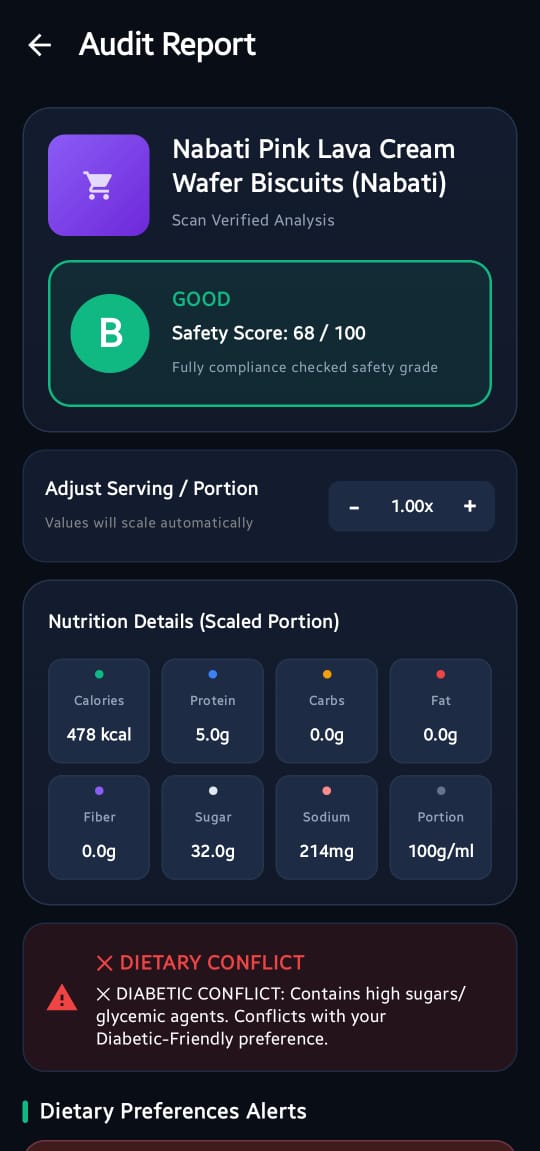 Audit Report
Nabati Pink Lava Cream
Wafer Biscuits (Nabati)
Scan Verified Analysis
B
GOOD
Safety Score: 68 / 100
Fully compliance checked safety grade
Adjust Serving / Portion
Values will scale automatically
– 1.00x +
Nutrition Details (Scaled Portion)
Calories Protein Carbs Fat
478 kcal 5.0g 0.0g 0.0g
Fiber Sugar Sodium Portion
0.0g 32.0g 214mg 100g/ml
╳ DIETARY CONFLICT
╳ DIABETIC CONFLICT: Contains high sugars/
glycemic agents. Conflicts with your
Diabetic-Friendly preference.
Dietary Preferences Alerts